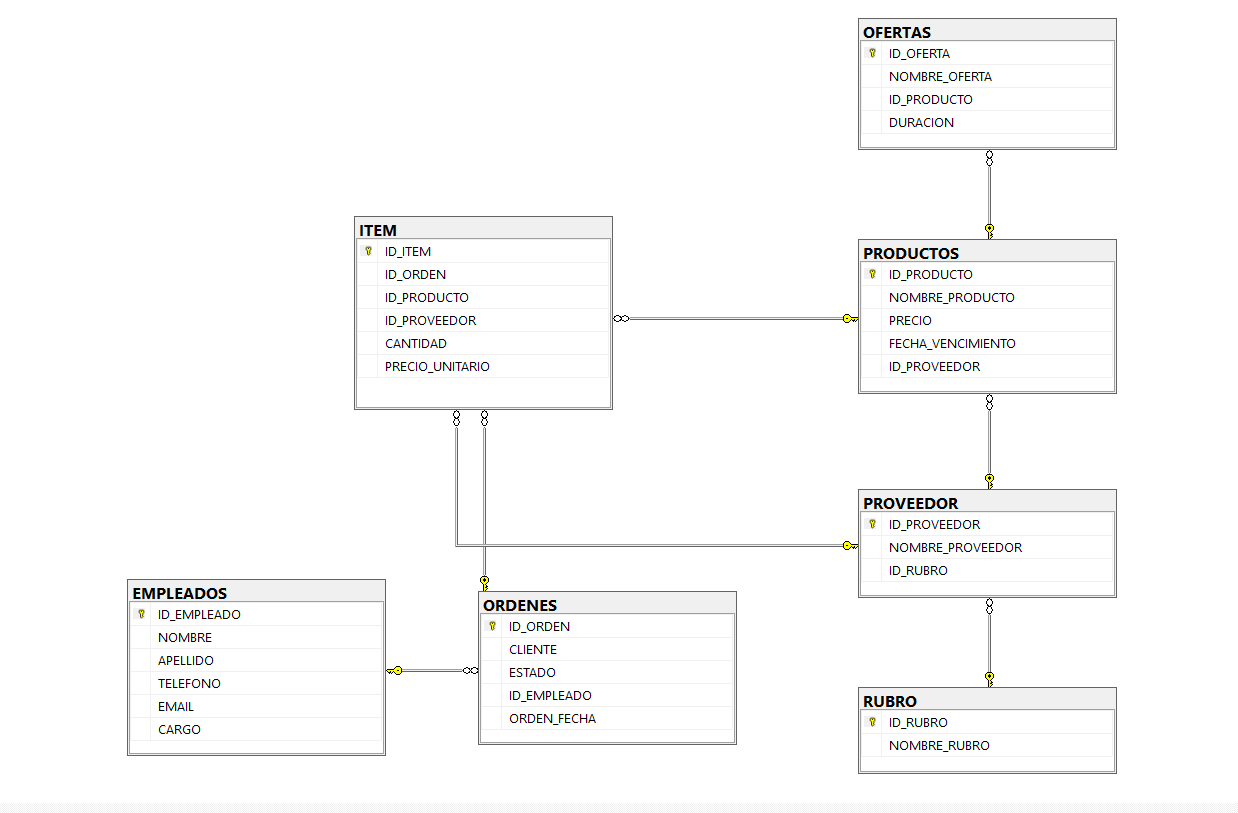 OFERTAS
ID_OFERTA
NOMBRE_OFERTA
ID_PRODUCTO
DURACION
ITEM
ID_ITEM
ID_ORDEN
ID_PRODUCTO
ID_PROVEEDOR
CANTIDAD
PRECIO_UNITARIO
PRODUCTOS
ID_PRODUCTO
NOMBRE_PRODUCTO
PRECIO
FECHA_VENCIMIENTO
ID_PROVEEDOR
PROVEEDOR
ID_PROVEEDOR
NOMBRE_PROVEEDOR
ID_RUBRO
EMPLEADOS
ID_EMPLEADO
NOMBRE
APELLIDO
TELEFONO
EMAIL
CARGO
ORDENES
ID_ORDEN
CLIENTE
ESTADO
ID_EMPLEADO
ORDEN_FECHA
RUBRO
ID_RUBRO
NOMBRE_RUBRO